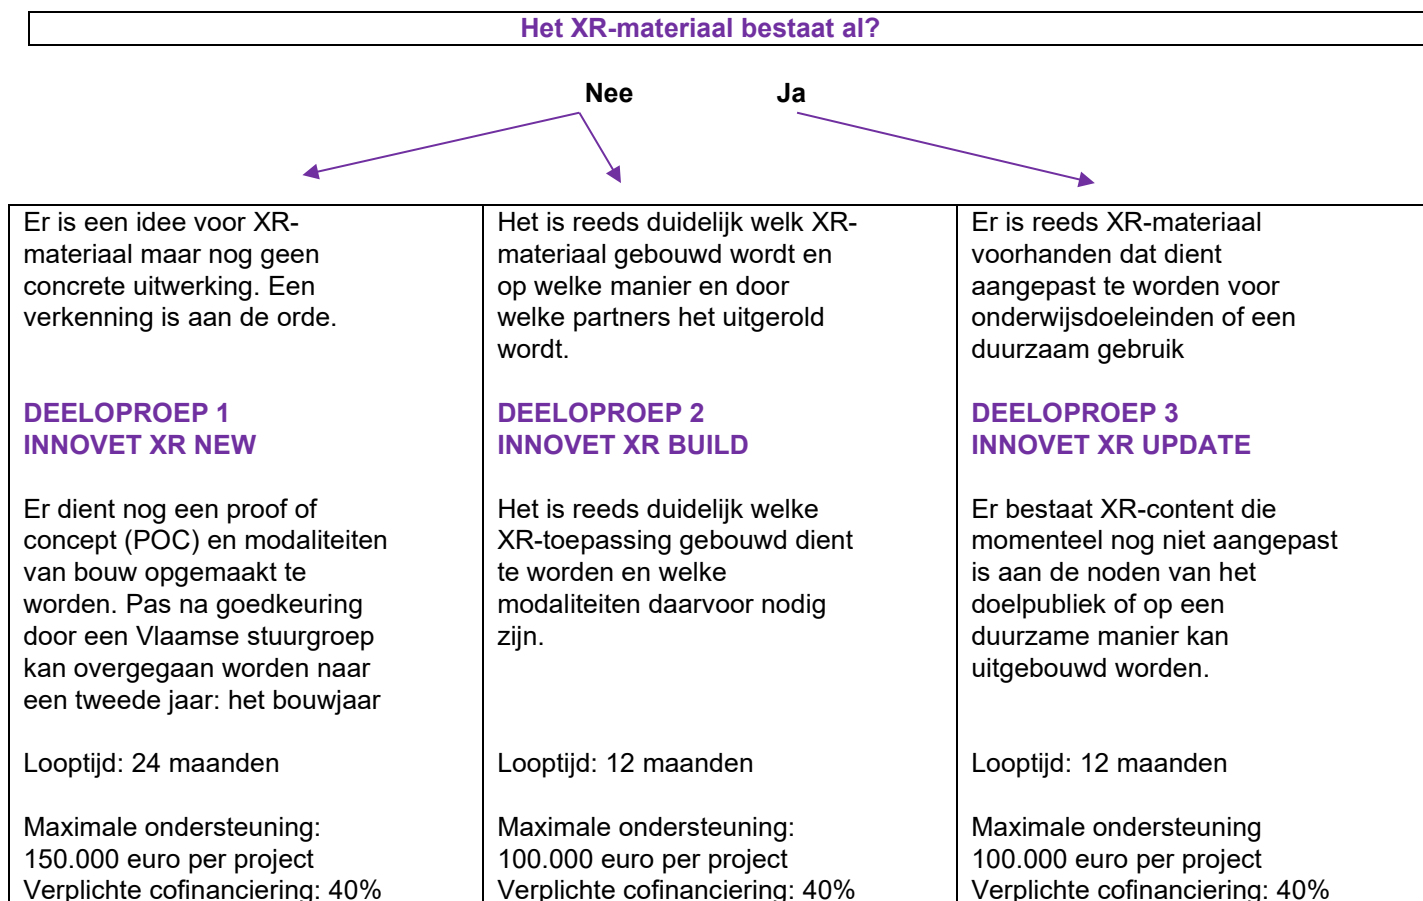 Het XR-materiaal bestaat al?
Nee Ja
Er is een idee voor XR-
materiaal maar nog geen
concrete uitwerking. Een
verkenning is aan de orde.
DEELOPROEP 1
INNOVET XR NEW
Er dient nog een proof of
concept (POC) en modaliteiten
van bouw opgemaakt te
worden. Pas na goedkeuring
door een Vlaamse stuurgroep
kan overgegaan worden naar
een tweede jaar: het bouwjaar
Looptijd: 24 maanden
Maximale ondersteuning:
150.000 euro per project
Verplichte cofinanciering: 40%
Het is reeds duidelijk welk XR-
materiaal gebouwd wordt en
op welke manier en door
welke partners het uitgerold
wordt.
DEELOPROEP 2
INNOVET XR BUILD
Het is reeds duidelijk welke
XR-toepassing gebouwd dient
te worden en welke
modaliteiten daarvoor nodig
zijn.
Looptijd: 12 maanden
Maximale ondersteuning:
100.000 euro per project
Verplichte cofinanciering: 40%
Er is reeds XR-materiaal
voorhanden dat dient
aangepast te worden voor
onderwijsdoeleinden of een
duurzaam gebruik
DEELOPROEP 3
INNOVET XR UPDATE
Er bestaat XR-content die
momenteel nog niet aangepast
is aan de noden van het
doelpubliek of op een
duurzame manier kan
uitgebouwd worden.
Looptijd: 12 maanden
Maximale ondersteuning
100.000 euro per project
Verplichte cofinanciering: 40%